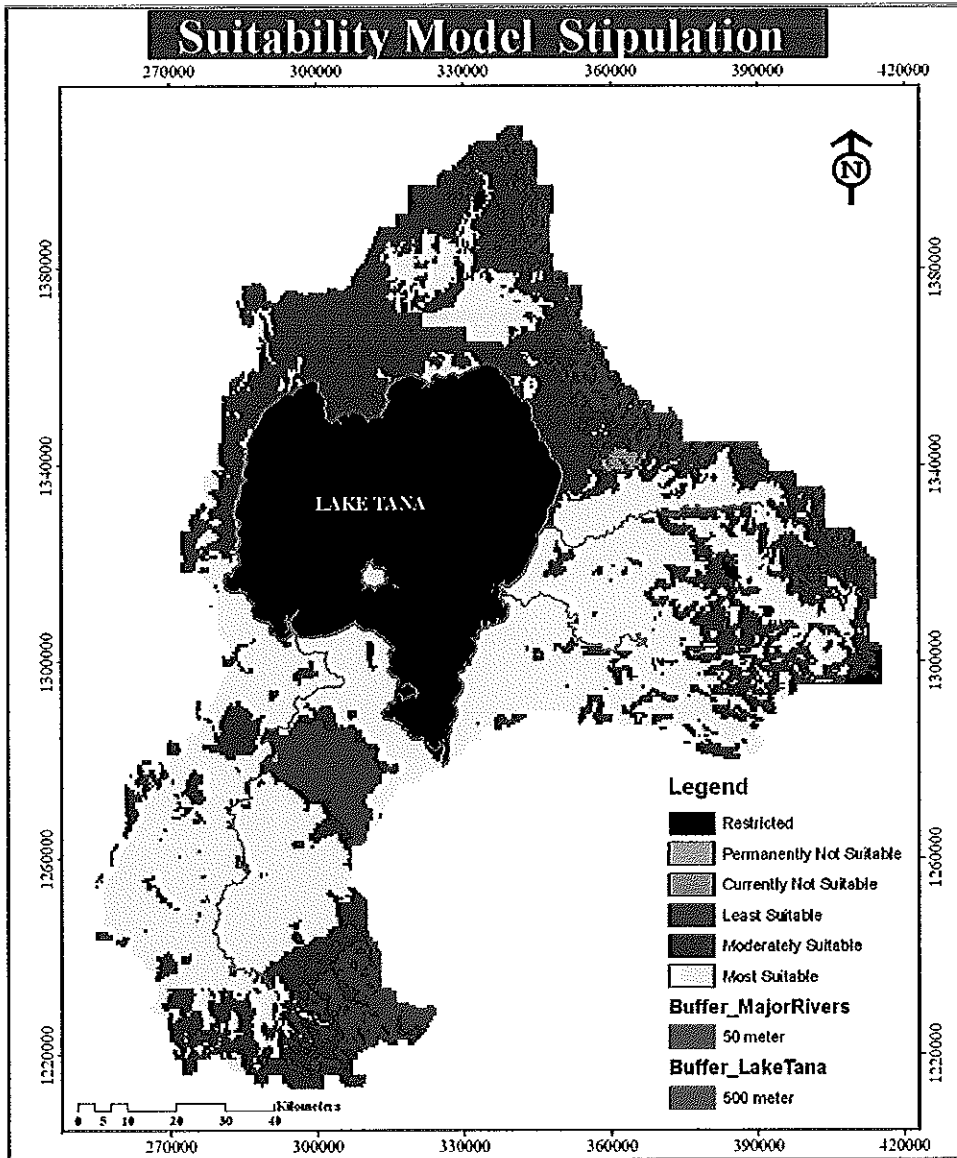 Suitability Model Stipulation
270000 300000 330000 360000 390000 420000
N
1380000 1380000
1340000 1340000
LAKE TANA
1300000 1300000
Legend
Restricted
1260000 Permanently Not Suitable 1260000
Currently Not Suitable
Least Suitable
Moderately Suitable
Most Suitable
Buffer_MajorRivers
1220000 50 meter 1220000
Buffer_LakeTana
500 meter
Kilometers
0 5 10 20 30 40
270000 300000 330000 360000 390000 420000